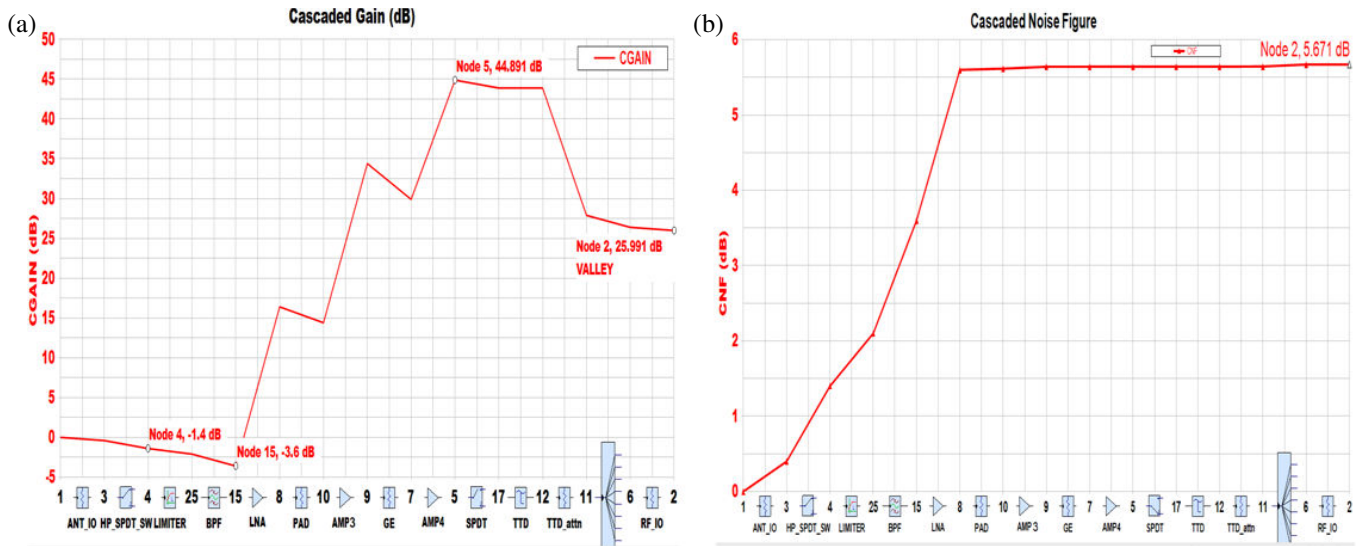 (a)
Cascaded Gain (dB)
50
45
40
35
30
25
20
15
10
5
0
-5
CGAIN (dB)
CGAIN
Node 5, 44.891 dB
Node 2, 25.991 dB
VALLEY
Node 4, -1.4 dB
Node 15, -3.6 dB
1 3 4 25 15 8 10 9 7 5 17 12 11 6 2
ANT_IO HP_SPDT_SW LIMITER BPF LNA PAD AMP3 GE AMP4 SPDT TTD TTD_attn RF_IO
(b)
Cascaded Noise Figure
6
5
4
3
2
1
0
CNF (dB)
CNF
Node 2, 5.671 dB
1 3 4 25 15 8 10 9 7 5 17 12 11 6 2
ANT_IO HP_SPDT_SW LIMITER BPF LNA PAD AMP3 GE AMP4 SPDT TTD TTD_attn RF_IO